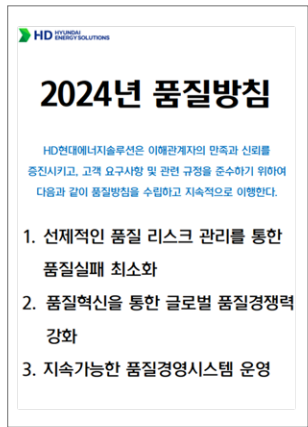 HD HYUNDAI
ENERGY SOLUTIONS
2024년 품질방침
HD현대에너지솔루션은 이해관계자의 만족과 신뢰를
증진시키고, 고객 요구사항 및 관련 규정을 준수하기 위하여
다음과 같이 품질방침을 수립하고 지속적으로 이행한다.
1. 선제적인 품질 리스크 관리를 통한
품질실패 최소화
2. 품질혁신을 통한 글로벌 품질경쟁력
강화
3. 지속가능한 품질경영시스템 운영